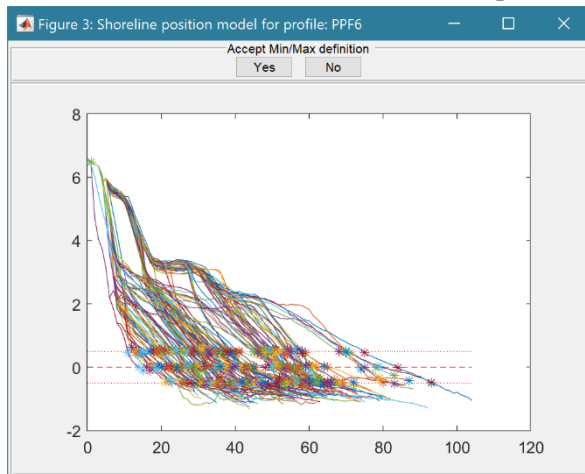 Figure 3: Shoreline position model for profile: PPF6
Accept Min/Max definition
Yes No
8
6
4
2
0
-2
0 20 40 60 80 100 120